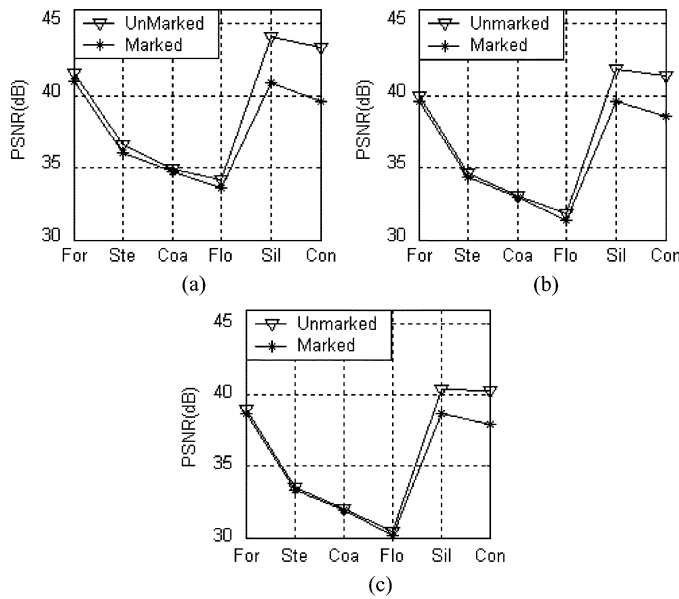 45
40
35
30
PSNR(dB)
UnMarked
Marked
For Ste Coa Flo Sil Con
(a)
45
40
35
30
PSNR(dB)
Unmarked
Marked
For Ste Coa Flo Sil Con
(b)
45
40
35
30
PSNR(dB)
Unmarked
Marked
For Ste Coa Flo Sil Con
(c)